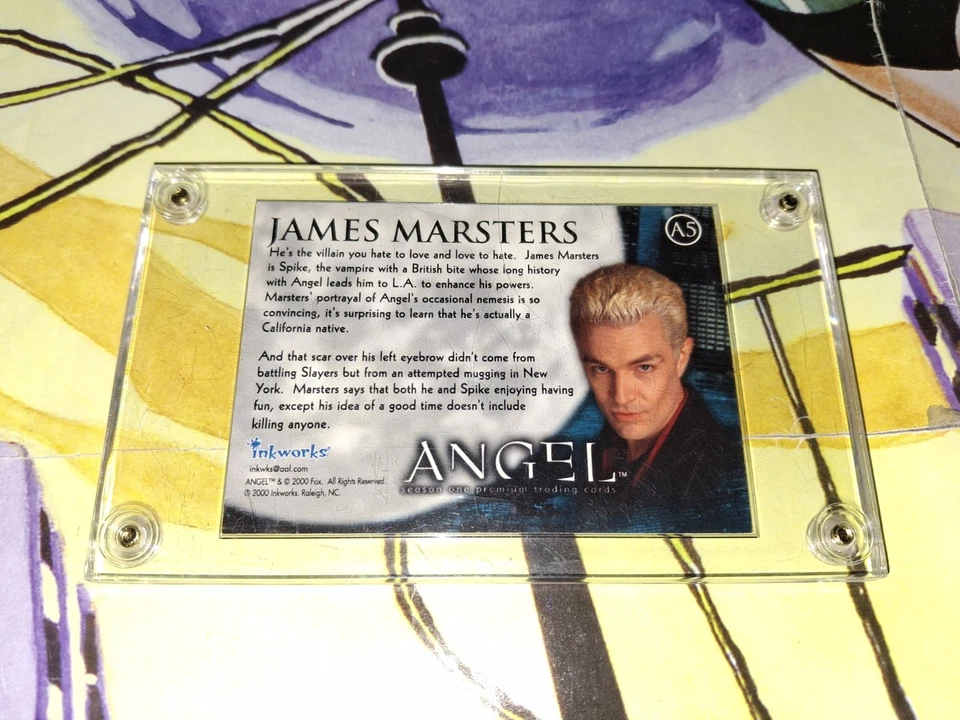 JAMES MARSTERS
A5
He's the villain you hate to love and love to hate. James Marsters
is Spike, the vampire with a British bite whose long history
with Angel leads him to L.A. to enhance his powers.
Marsters' portrayal of Angel's occasional nemesis is so
convincing, it's surprising to learn that he's actually a
California native.
And that scar over his left eyebrow didn't come from
battling Slayers but from an attempted mugging in New
York. Marsters says that both he and Spike enjoying having
fun, except his idea of a good time doesn't include
killing anyone.
inkworks®
inkwks@aol.com
ANGEL™ & © 2000 Fox. All Rights Reserved.
© 2000 Inkworks. Raleigh, NC.
ANGEL™
season one premium trading cards